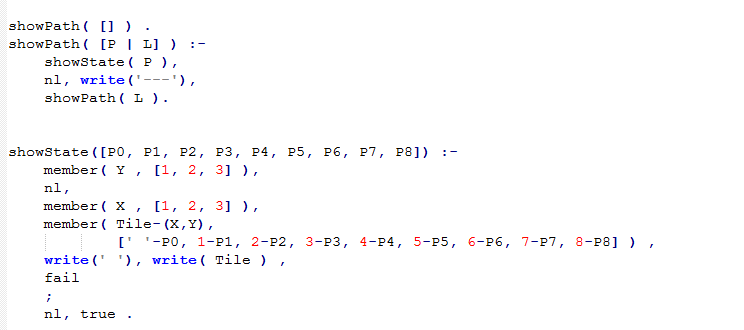 showPath( [] ) .
showPath( [P | L] ) :-
    showState( P ),
    nl, write('---'),
    showPath( L ).
showState([P0, P1, P2, P3, P4, P5, P6, P7, P8]) :-
    member( Y , [1, 2, 3] ),
    nl,
    member( X , [1, 2, 3] ),
    member( Tile-(X,Y),
            [' '-P0, 1-P1, 2-P2, 3-P3, 4-P4, 5-P5, 6-P6, 7-P7, 8-P8] ) ,
    write(' '), write( Tile ) ,
    fail
    ;
    nl, true .